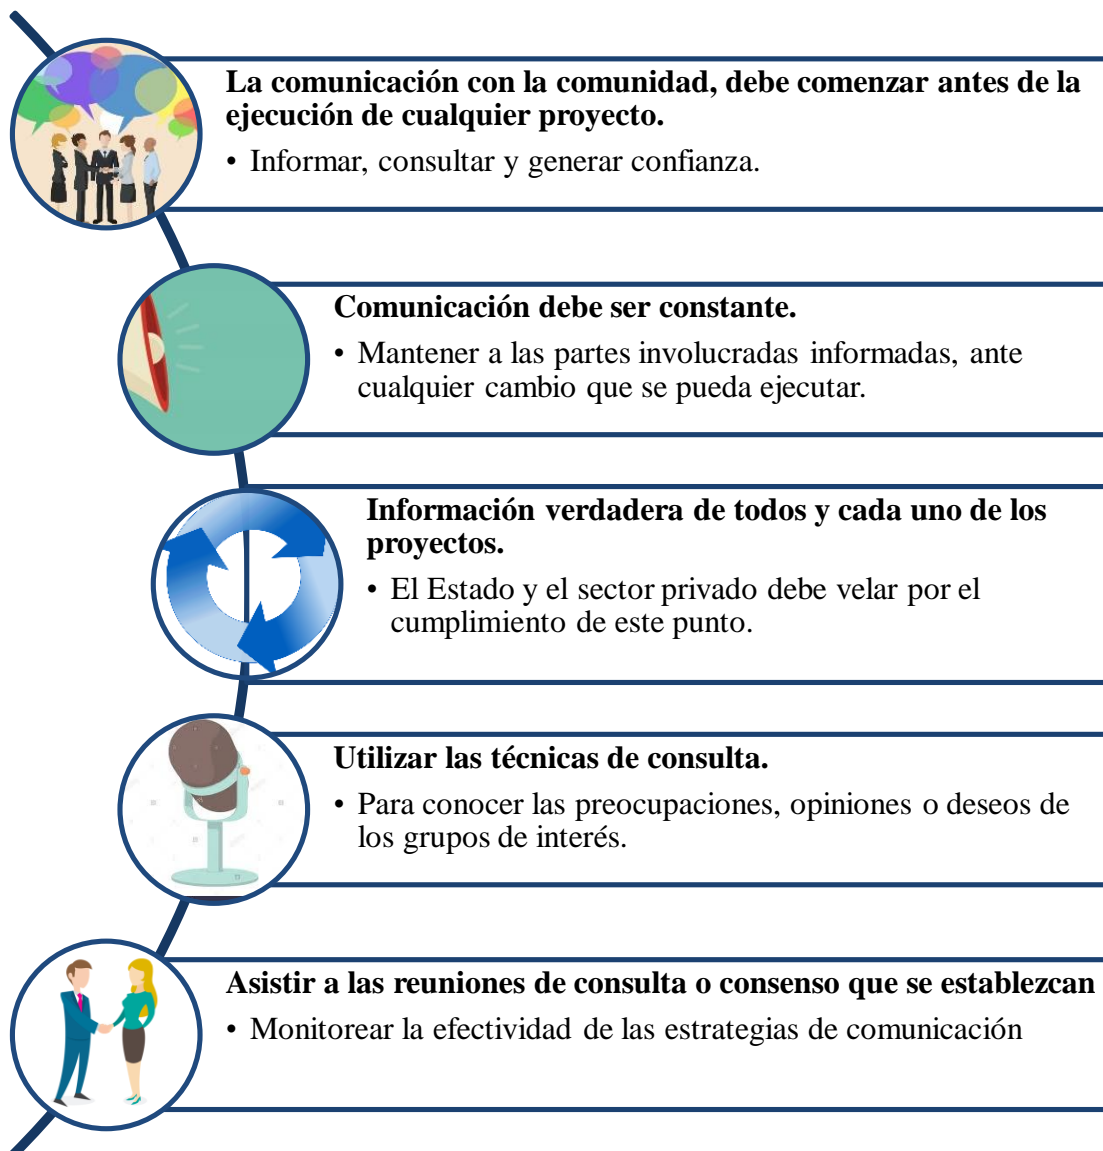 La comunicación con la comunidad, debe comenzar antes de la
ejecución de cualquier proyecto.
• Informar, consultar y generar confianza.
Comunicación debe ser constante.
• Mantener a las partes involucradas informadas, ante
cualquier cambio que se pueda ejecutar.
Información verdadera de todos y cada uno de los
proyectos.
• El Estado y el sector privado debe velar por el
cumplimiento de este punto.
Utilizar las técnicas de consulta.
• Para conocer las preocupaciones, opiniones o deseos de
los grupos de interés.
Asistir a las reuniones de consulta o consenso que se establezcan
• Monitorear la efectividad de las estrategias de comunicación